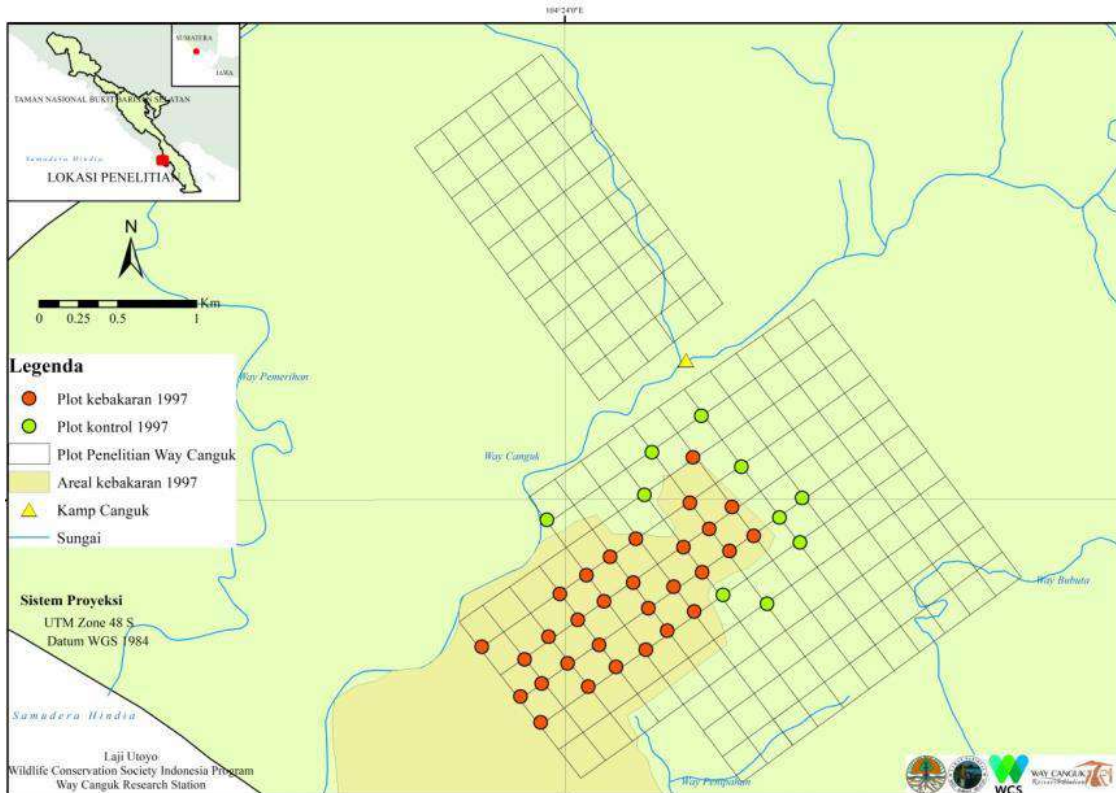 104°24'0"E
SUMATERA
JAWA
TAMAN NASIONAL BUKIT BARISAN SELATAN
Samudera Hindia
LOKASI PENELITIAN
N
Km
0 0.25 0.5 1
Legenda
Plot kebakaran 1997
Plot kontrol 1997
Plot Penelitian Way Canguk
Areal kebakaran 1997
Kamp Canguk
Sungai
Way Pemerihan
Way Canguk
Way Bubuta
Way Pempahan
Sistem Proyeksi
UTM Zone 48 S
Datum WGS 1984
Samudera Hindia
Laji Utoyo
Wildlife Conservation Society Indonesia Program
Way Canguk Research Station
WCS
WAY CANGUK
Research Station